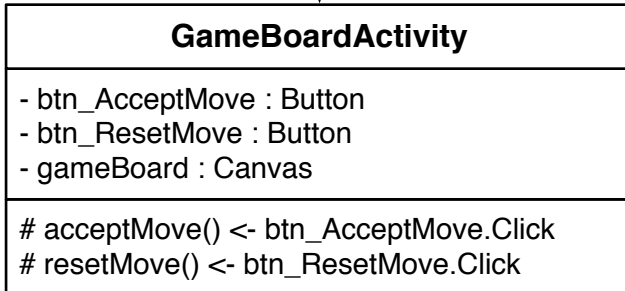 GameBoardActivity
- btn_AcceptMove : Button
- btn_ResetMove : Button
- gameBoard : Canvas
# acceptMove() <- btn_AcceptMove.Click
# resetMove() <- btn_ResetMove.Click